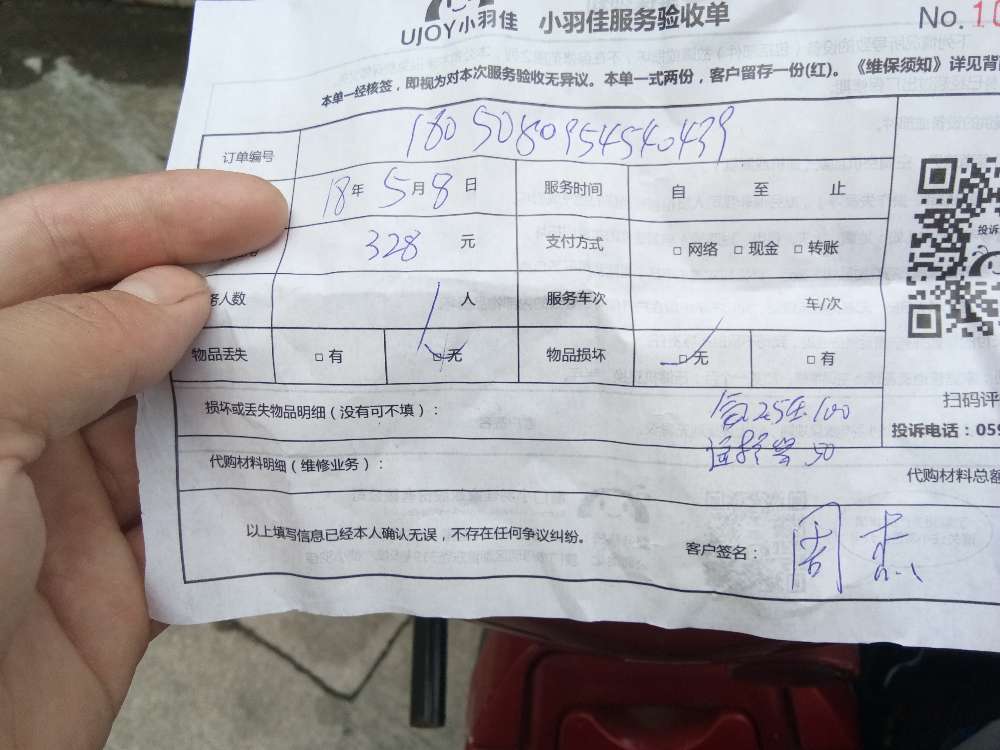 UJOY小羽佳 小羽佳服务验收单 No.10
本单一经核签，即视为对本次服务验收无异议。本单一式两份，客户留存一份(红)。《维保须知》详见背
订单编号 180508095454540439
18年 5月8日 服务时间 自 至 止
328 元 支付方式 □ 网络 □ 现金 □ 转账
务人数 1人 服务车次 车/次
物品丢失 □ 有 □ 无 物品损坏 □ 无 □ 有
损坏或丢失物品明细（没有可不填）：
100
50
代购材料明细（维修业务）： 代购材料总
以上填写信息已经本人确认无误，不存在任何争议纠纷。 客户签名： 周杰
投诉
扫码评
投诉电话：059